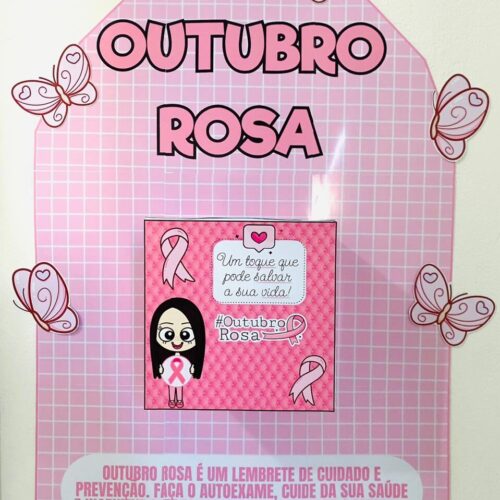 OUTUBRO
ROSA
Um toque que
pode salvar
a sua vida!
#Outubro
Rosa
OUTUBRO ROSA É UM LEMBRETE DE CUIDADO E
PREVENÇÃO. FAÇA O AUTOEXAME, CUIDE DA SUA SAÚDE